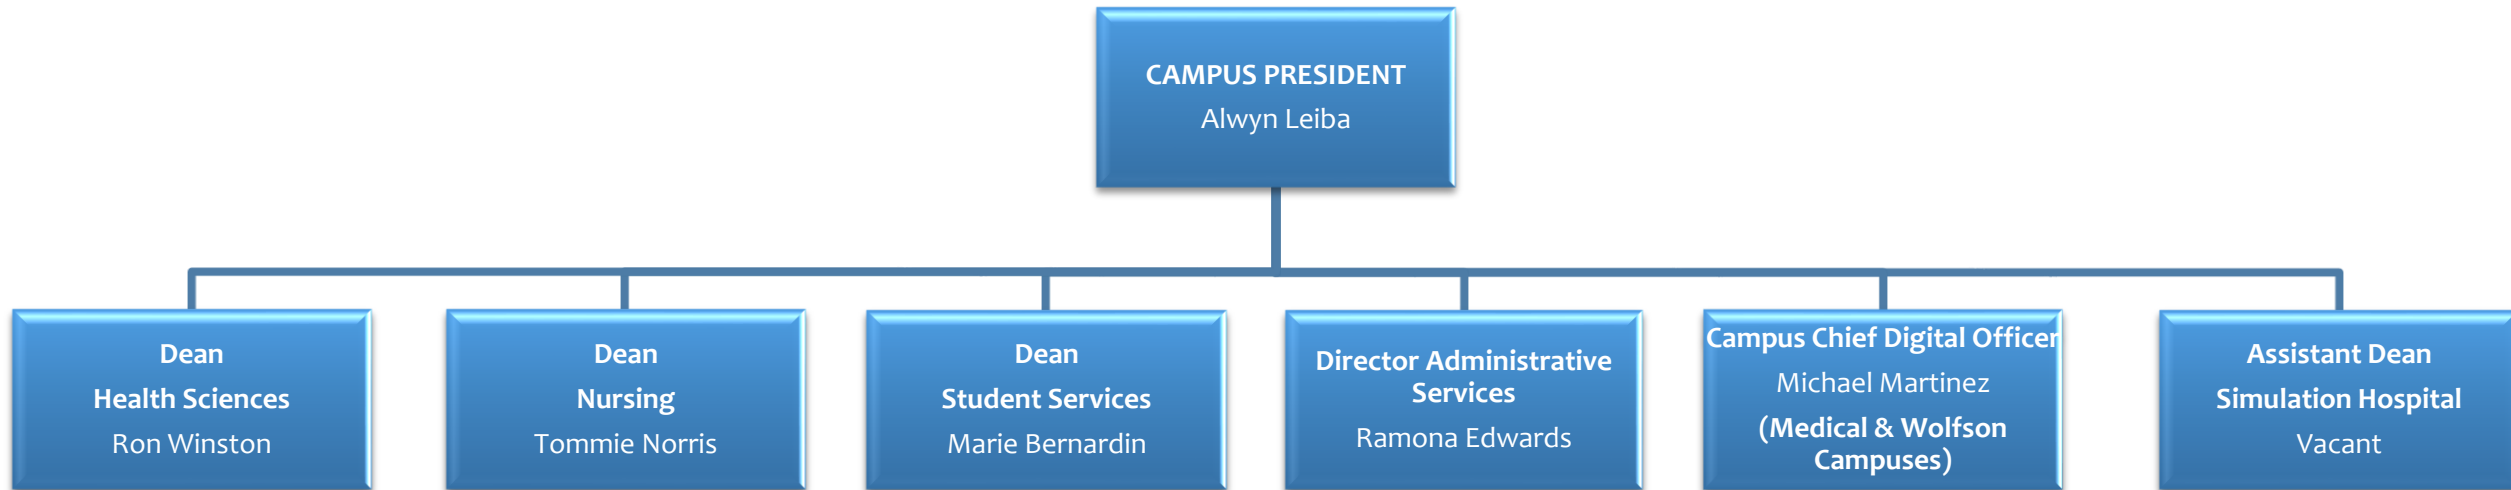 CAMPUS PRESIDENT
Alwyn Leiba
Dean
Health Sciences
Ron Winston
Dean
Nursing
Tommie Norris
Dean
Student Services
Marie Bernardin
Director Administrative
Services
Ramona Edwards
Campus Chief Digital Officer
Michael Martinez
(Medical & Wolfson
Campuses)
Assistant Dean
Simulation Hospital
Vacant